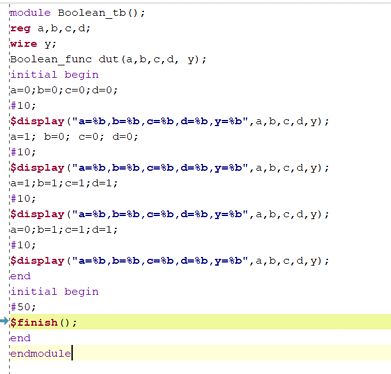 module Boolean_tb();
reg a,b,c,d;
wire y;
Boolean_func dut(a,b,c,d, y);
initial begin
a=0;b=0;c=0;d=0;
#10;
$display("a=%b,b=%b,c=%b,d=%b,y=%b",a,b,c,d,y);
a=1; b=0; c=0; d=0;
#10;
$display("a=%b,b=%b,c=%b,d=%b,y=%b",a,b,c,d,y);
a=1;b=1;c=1;d=1;
#10;
$display("a=%b,b=%b,c=%b,d=%b,y=%b",a,b,c,d,y);
a=0;b=1;c=1;d=1;
#10;
$display("a=%b,b=%b,c=%b,d=%b,y=%b",a,b,c,d,y);
end
initial begin
#50;
$finish();
end
endmodule